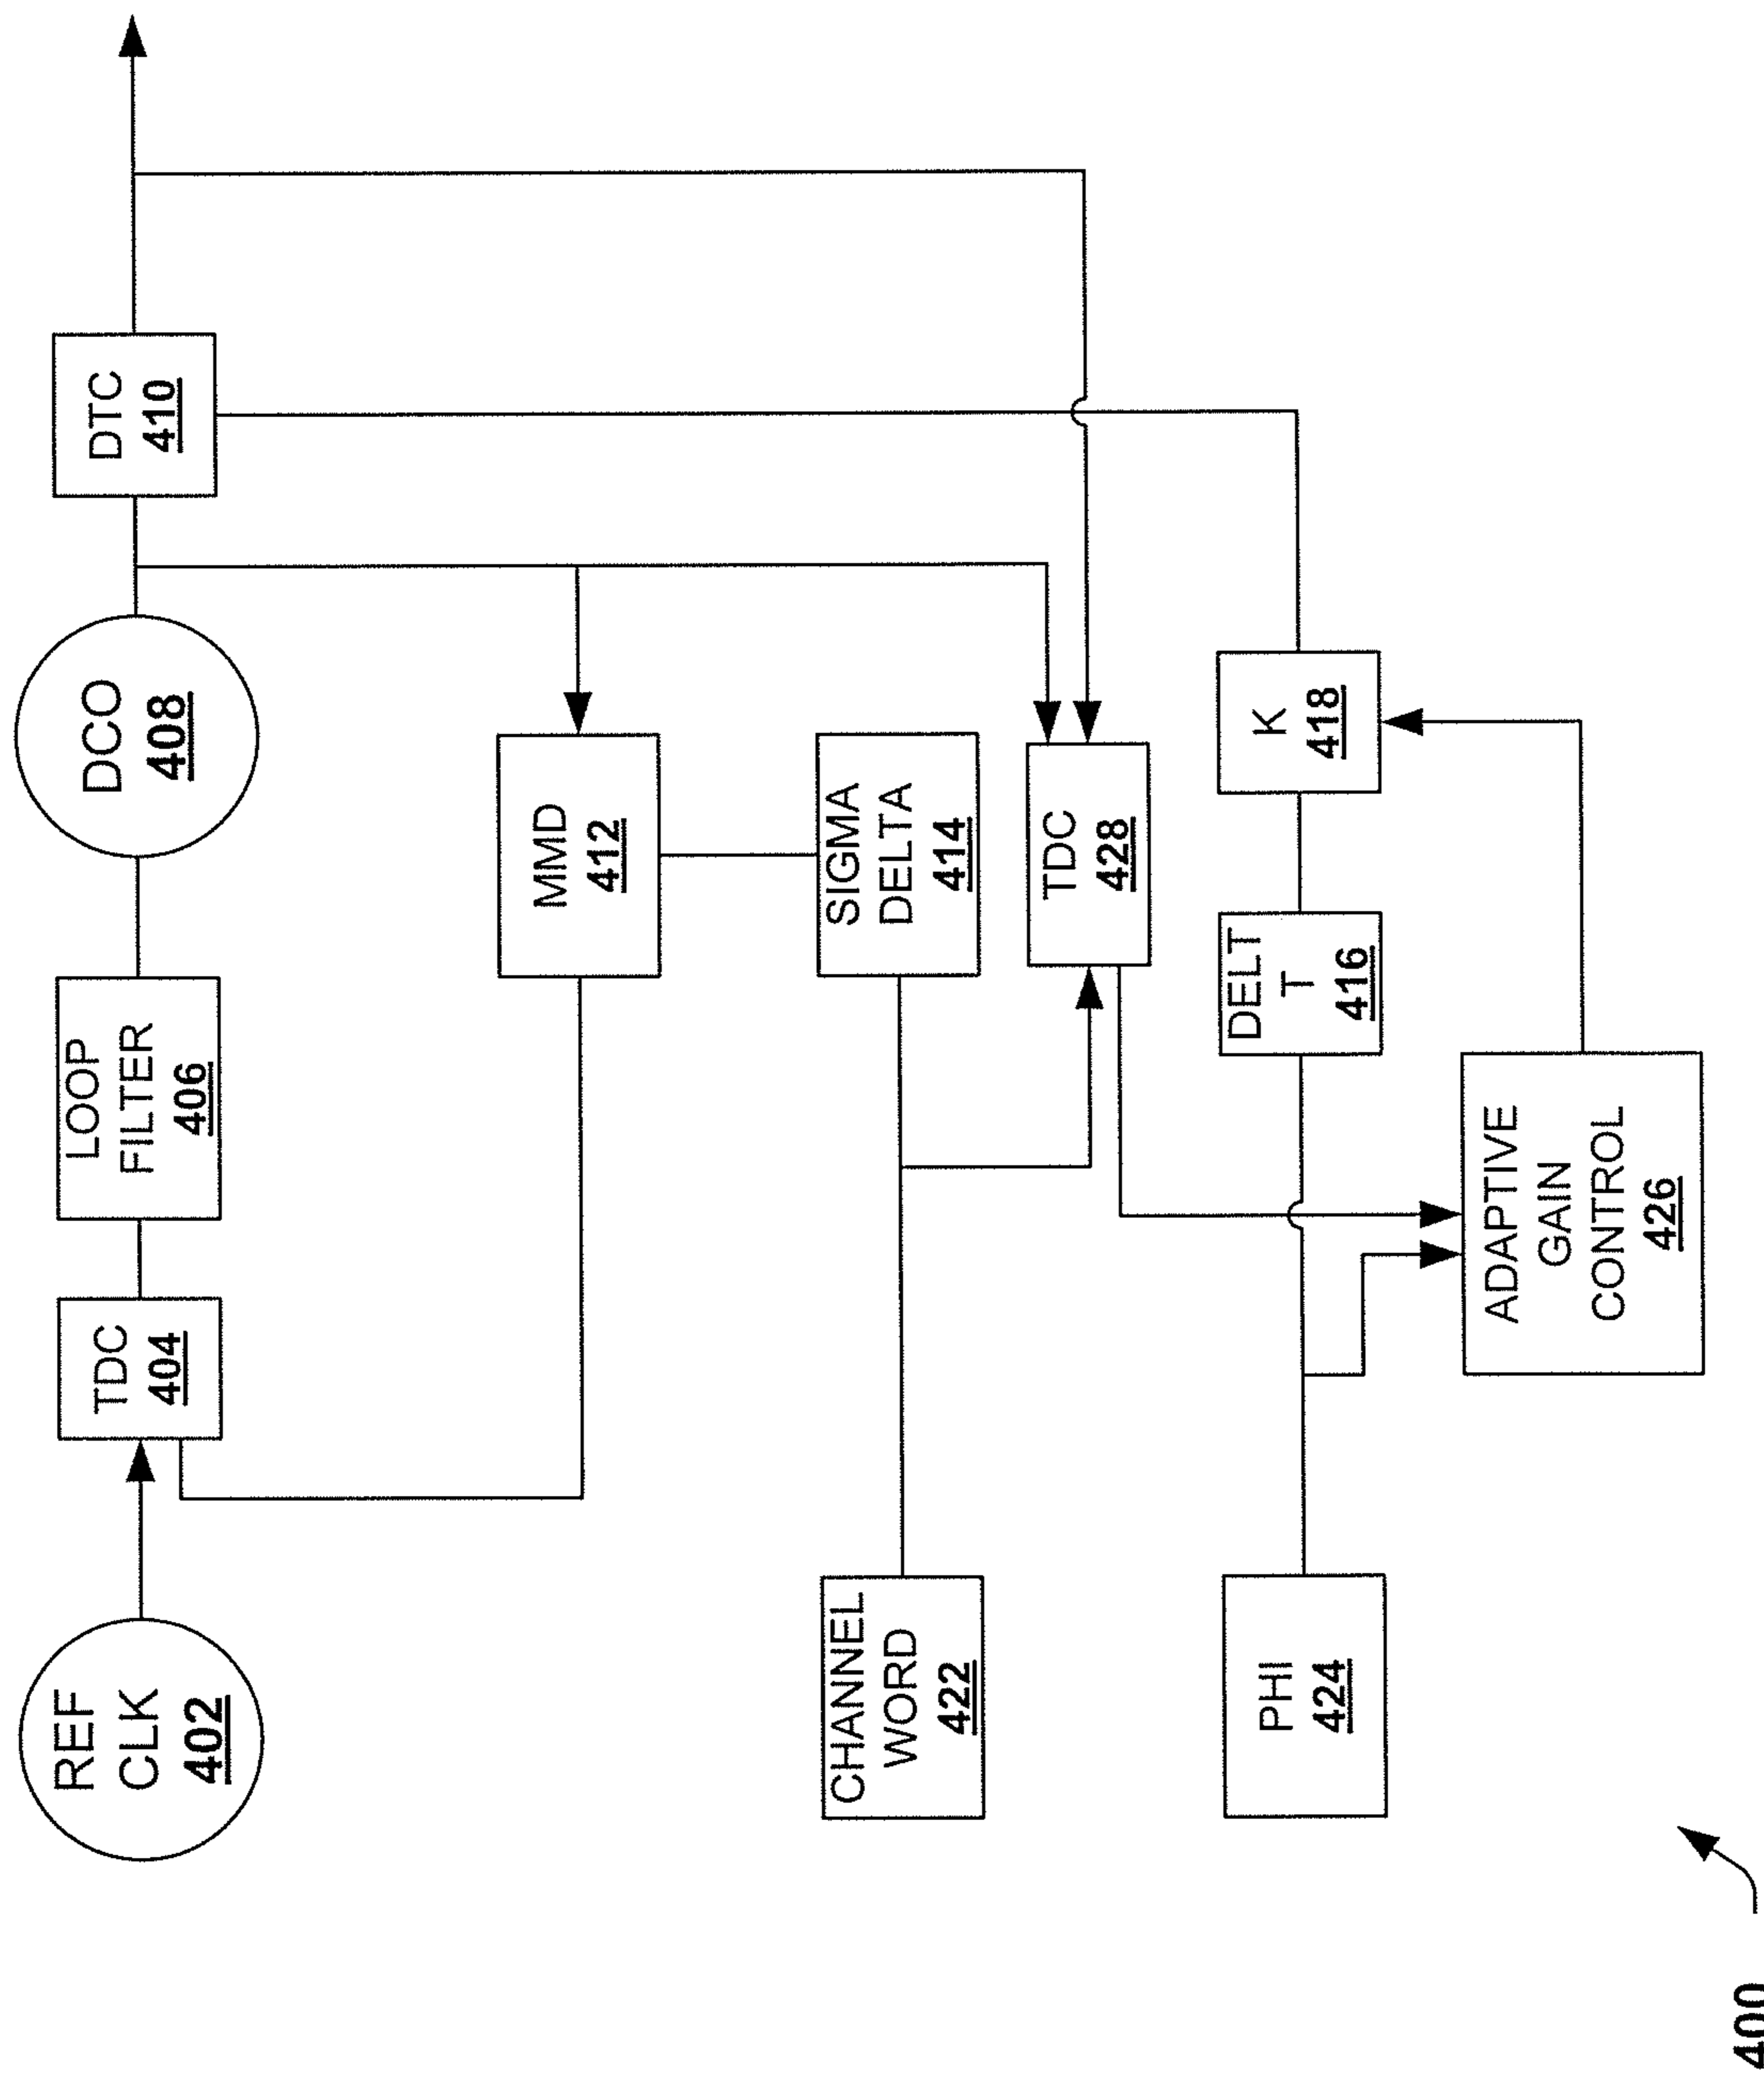 REF
CLK
402
TDC
404
LOOP
FILTER
406
DCO
408
DTC
410
MMD
412
SIGMA
DELTA
414
CHANNEL
WORD
422
TDC
428
PHI
424
DELT
T
416
K
418
ADAPTIVE
GAIN
CONTROL
426
400